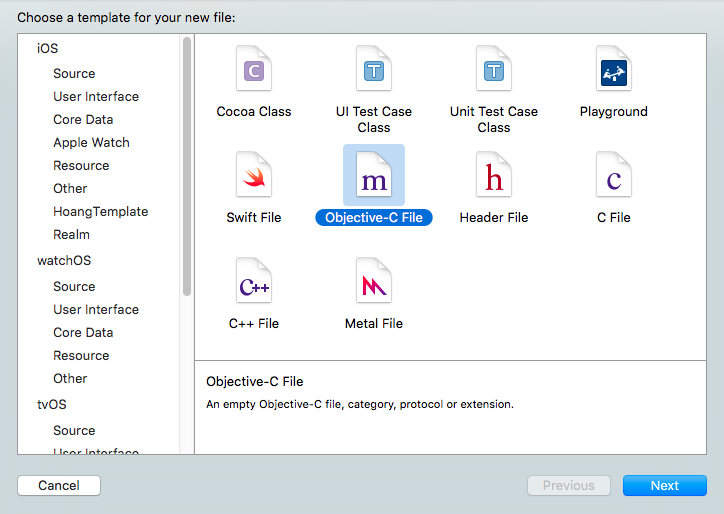 Choose a template for your new file:
iOS
Source
User Interface
Core Data
Apple Watch
Resource
Other
HoangTemplate
Realm
watchOS
Source
User Interface
Core Data
Resource
Other
tvOS
Source
User Interface
C
Cocoa Class
T
UI Test Case
Class
T
Unit Test Case
Class
Playground
Swift File
m
Objective-C File
h
Header File
c
C File
C++
C++ File
Metal File
Objective-C File
An empty Objective-C file, category, protocol or extension.
Cancel
Previous
Next